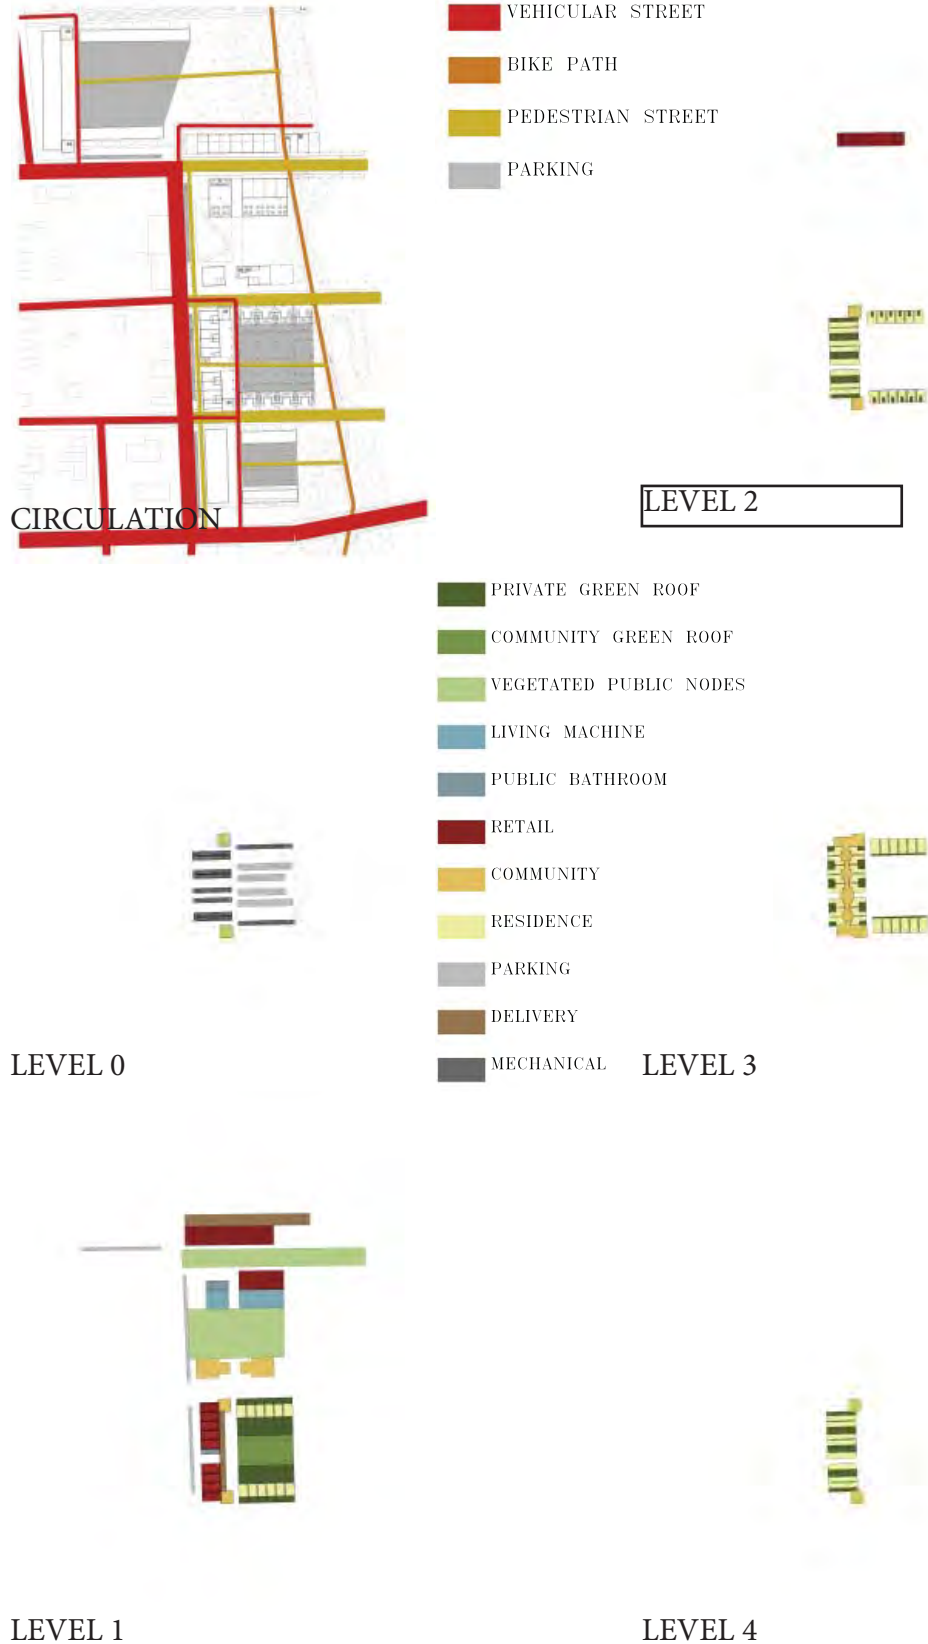 VEHICULAR STREET
BIKE PATH
PEDESTRIAN STREET
PARKING
CIRCULATION
LEVEL 2
PRIVATE GREEN ROOF
COMMUNITY GREEN ROOF
VEGETATED PUBLIC NODES
LIVING MACHINE
PUBLIC BATHROOM
RETAIL
COMMUNITY
RESIDENCE
PARKING
DELIVERY
MECHANICAL
LEVEL 0
LEVEL 3
LEVEL 1
LEVEL 4